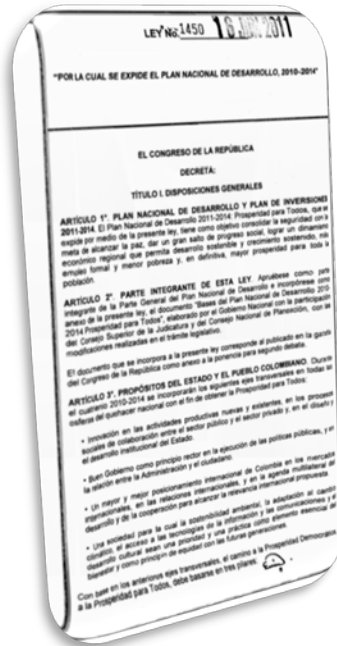 LEY No. 1450 16 JUN 2011
"POR LA CUAL SE EXPIDE EL PLAN NACIONAL DE DESARROLLO, 2010-2014"
EL CONGRESO DE LA REPÚBLICA
DECRETA:
TÍTULO I. DISPOSICIONES GENERALES
ARTÍCULO 1°. PLAN NACIONAL DE DESARROLLO Y PLAN DE INVERSIONES
2011-2014. El Plan Nacional de Desarrollo 2011-2014: Prosperidad para Todos, que se
expide por medio de la presente ley, tiene como objetivo consolidar la seguridad con la
meta de alcanzar la paz, dar un gran salto de progreso social, lograr un dinamismo
económico regional que permita desarrollo sostenible y crecimiento sostenido, más
empleo formal y menor pobreza y, en definitiva, mayor prosperidad para toda la
población.
ARTÍCULO 2°. PARTE INTEGRANTE DE ESTA LEY. Apruébese como parte
integrante de la Parte General del Plan Nacional de Desarrollo e incorpórese como
anexo de la presente ley, el documento "Bases del Plan Nacional de Desarrollo 2010-
2014 Prosperidad para Todos", elaborado por el Gobierno Nacional con la participación
del Consejo Superior de la Judicatura y del Consejo Nacional de Planeación, con las
modificaciones realizadas en el trámite legislativo.
El documento que se incorpora a la presente ley corresponde al publicado en la gaceta
del Congreso de la República como anexo a la ponencia para segundo debate.
ARTÍCULO 3°. PROPÓSITOS DEL ESTADO Y EL PUEBLO COLOMBIANO. Durante
el cuatrienio 2010-2014 se incorporarán los siguientes ejes transversales en todas las
esferas del quehacer nacional con el fin de obtener la Prosperidad para Todos:
• Innovación en las actividades productivas nuevas y existentes, en los procesos
sociales de colaboración entre el sector público y el sector privado y, en el diseño y
el desarrollo institucional del Estado.
• Buen Gobierno como principio rector en la ejecución de las políticas públicas, y en
la relación entre la Administración y el ciudadano.
• Un mayor y mejor posicionamiento internacional de Colombia en los mercados
internacionales, en las relaciones internacionales, y en la agenda multilateral del
desarrollo y de la cooperación para alcanzar la relevancia internacional propuesta.
• Una sociedad para la cual la sostenibilidad ambiental, la adaptación al cambio
climático, el acceso a las tecnologías de la información y las comunicaciones y el
desarrollo cultural sean una prioridad y una práctica como elemento esencial del
bienestar y como principio de equidad con las futuras generaciones.
Con base en los anteriores ejes transversales, el camino a la Prosperidad Democrática,
a la Prosperidad para Todos, debe basarse en tres pilares: